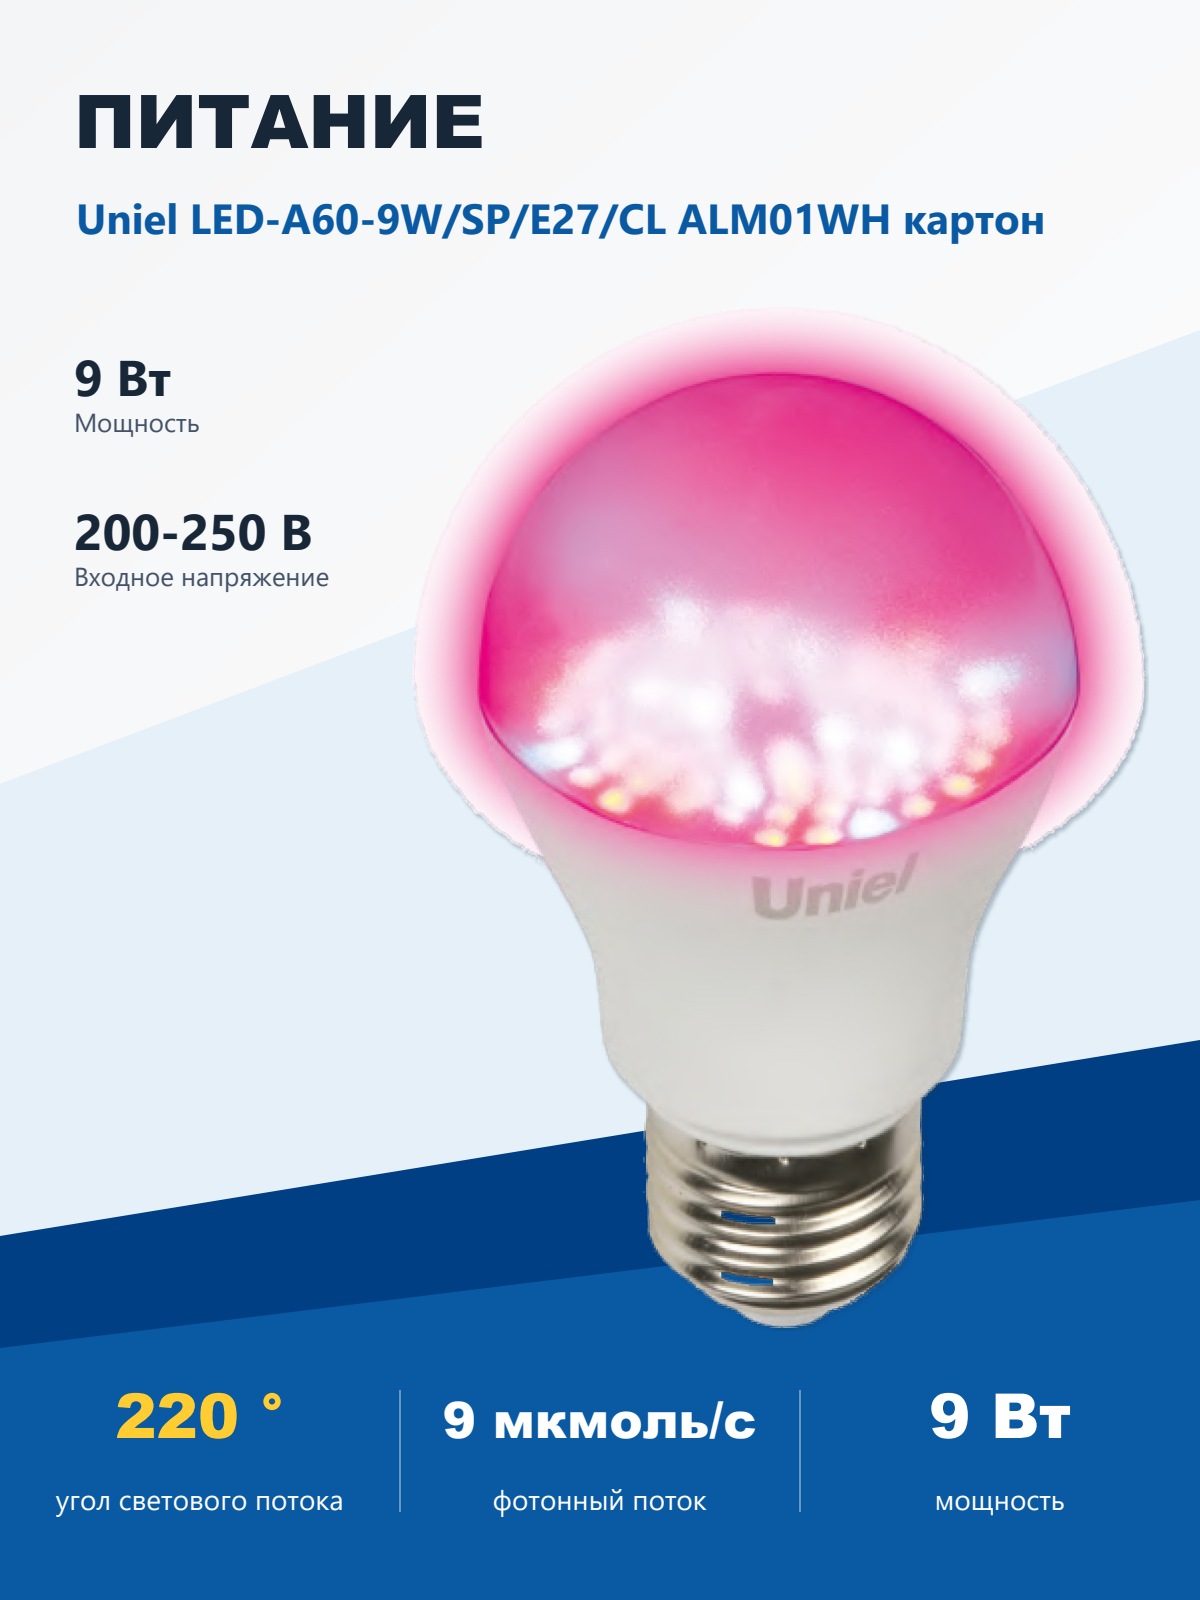 ПИТАНИЕ
Uniel LED-A60-9W/SP/E27/CL ALM01WH картон
9 Вт
Мощность
200-250 В
Входное напряжение
Uniel
220 °
угол светового потока
9 мкмоль/с
фотонный поток
9 Вт
мощность